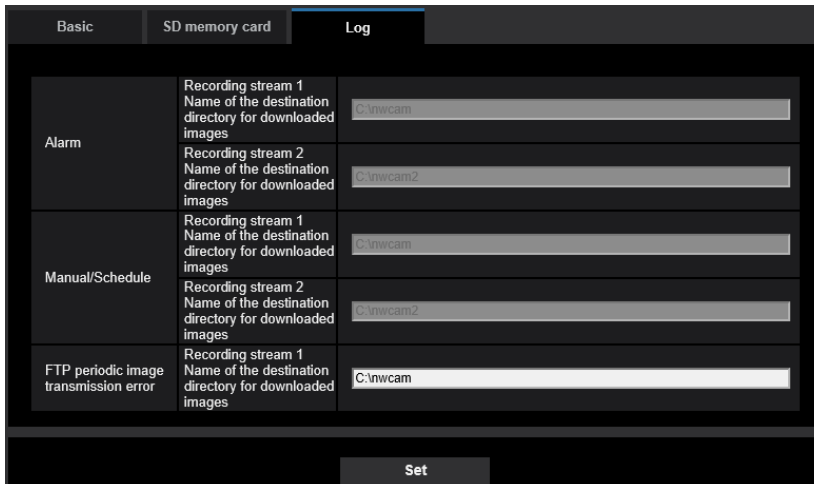 Basic
SD memory card
Log
Alarm
Recording stream 1
Name of the destination
directory for downloaded
images
C:\nwcam
Recording stream 2
Name of the destination
directory for downloaded
images
C:\nwcam2
Manual/Schedule
Recording stream 1
Name of the destination
directory for downloaded
images
C:\nwcam
Recording stream 2
Name of the destination
directory for downloaded
images
C:\nwcam2
FTP periodic image
transmission error
Recording stream 1
Name of the destination
directory for downloaded
images
C:\nwcam
Set